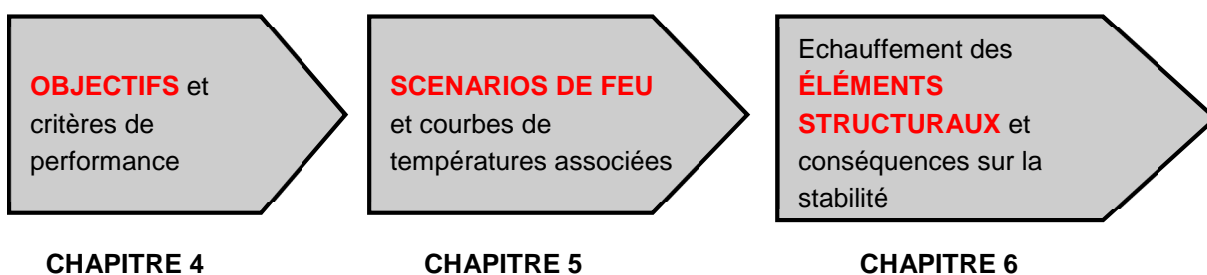 OBJECTIFS et
critères de
performance
SCENARIOS DE FEU
et courbes de
températures associées
Echauffement des
ÉLÉMENTS
STRUCTURAUX et
conséquences sur la
stabilité
CHAPITRE 4
CHAPITRE 5
CHAPITRE 6